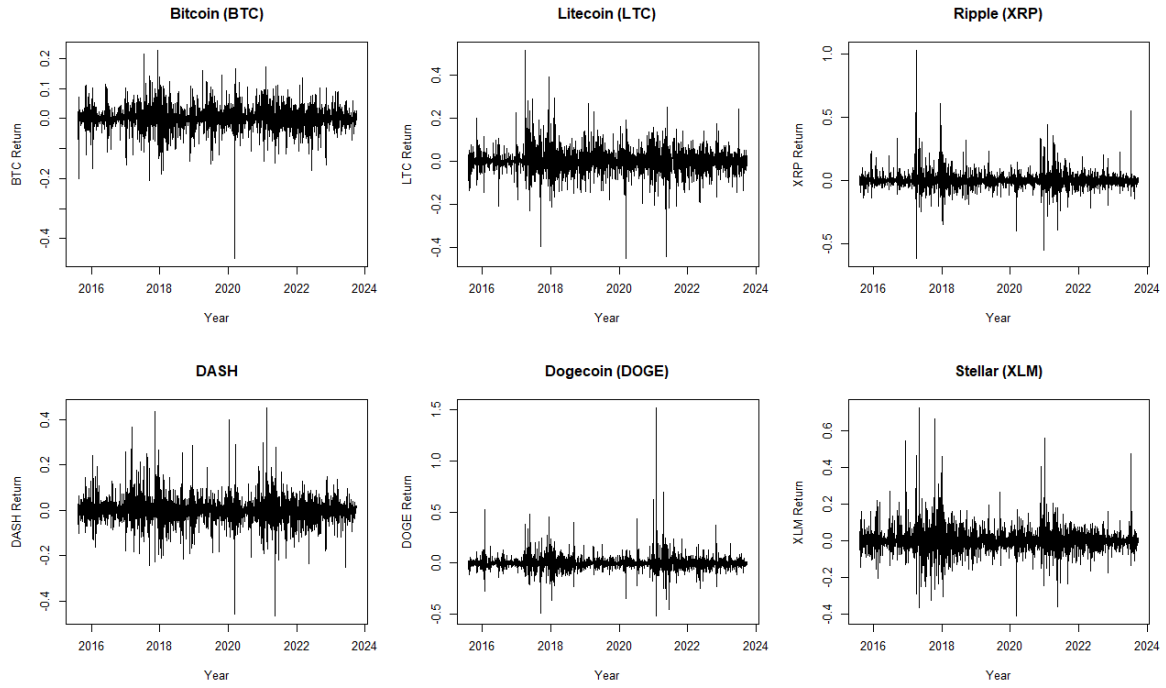 Bitcoin (BTC)
BTC Return
0.2
0.1
0.0
-0.2
-0.4
2016 2018 2020 2022 2024
Year
Litecoin (LTC)
LTC Return
0.4
0.2
0.0
-0.2
-0.4
2016 2018 2020 2022 2024
Year
Ripple (XRP)
XRP Return
1.0
0.5
0.0
-0.5
2016 2018 2020 2022 2024
Year
DASH
DASH Return
0.4
0.2
0.0
-0.2
-0.4
2016 2018 2020 2022 2024
Year
Dogecoin (DOGE)
DOGE Return
1.5
1.0
0.5
0.0
-0.5
2016 2018 2020 2022 2024
Year
Stellar (XLM)
XLM Return
0.6
0.4
0.2
0.0
-0.2
-0.4
2016 2018 2020 2022 2024
Year